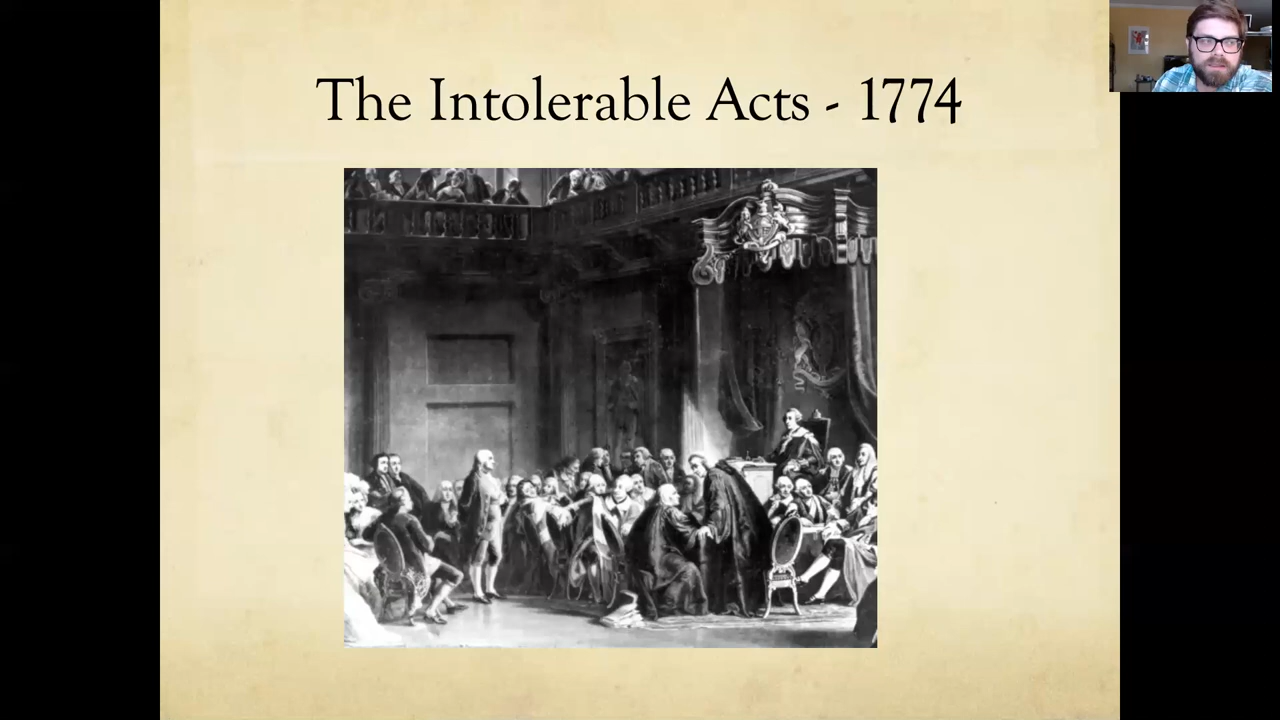 The Intolerable Acts - 1774